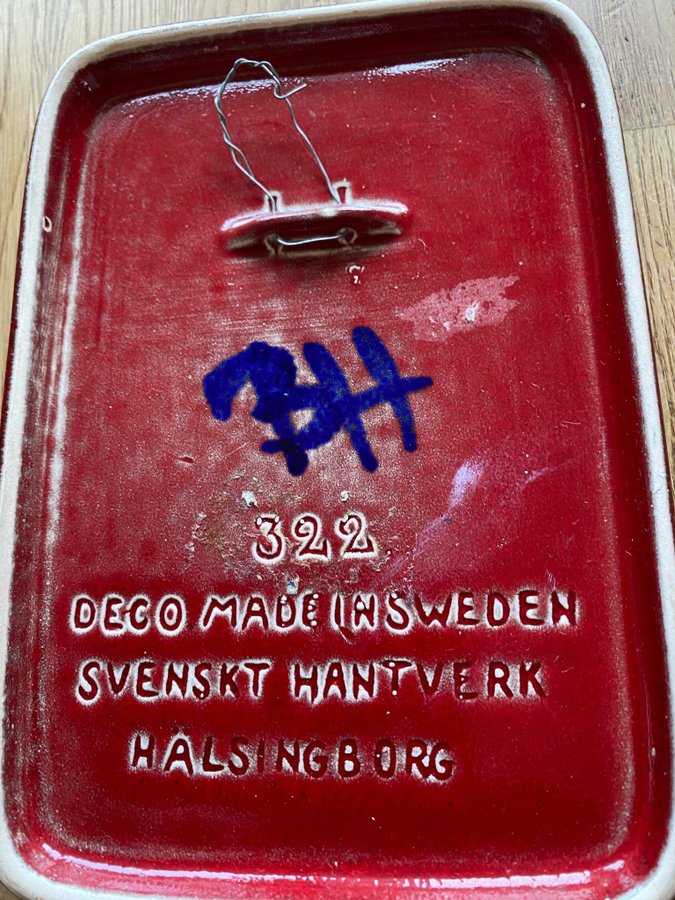 BH
322
DECO MADE IN SWEDEN
SVENSKT HANTVERK
HÄLSINGBORG